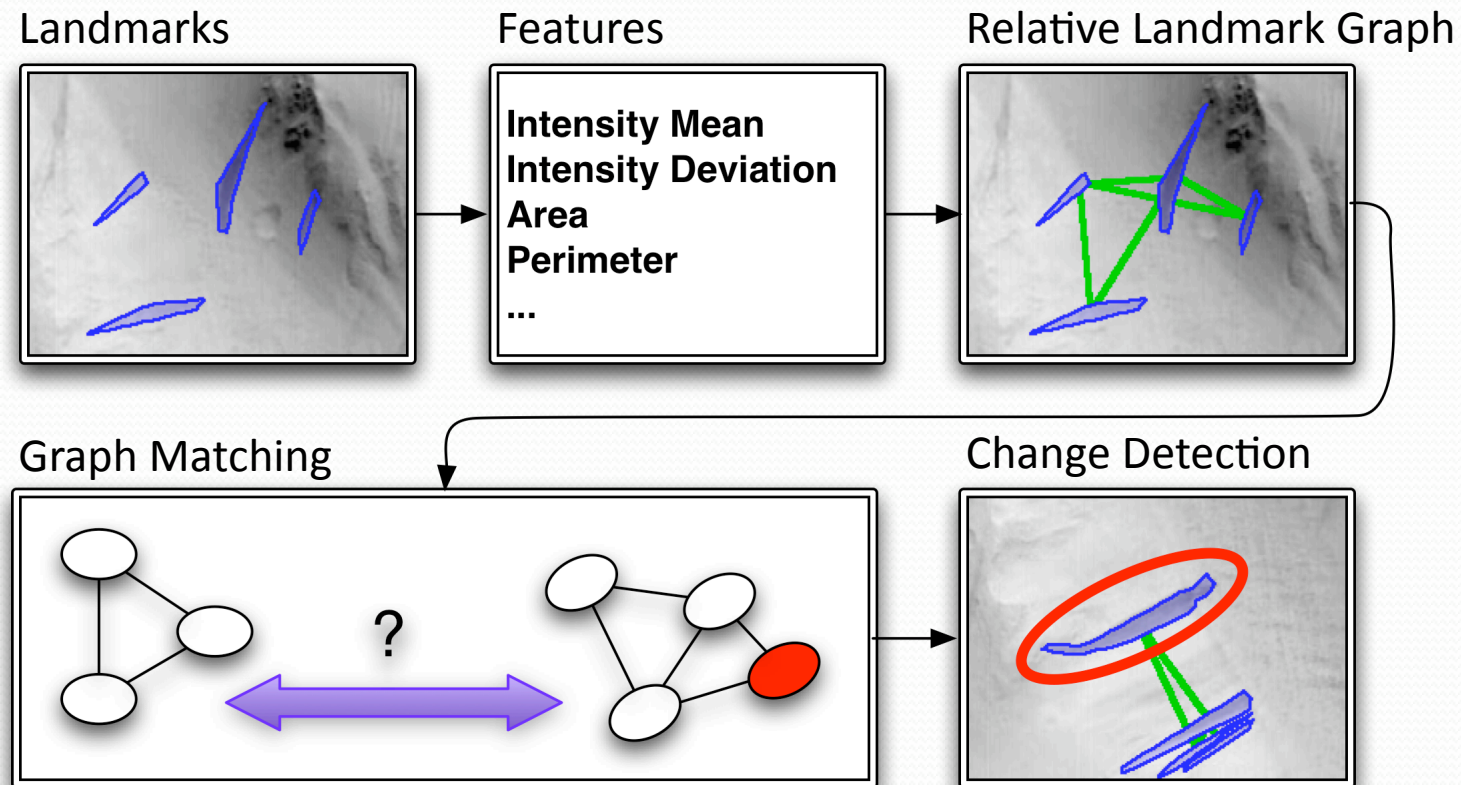 Landmarks
Features
Relative Landmark Graph
Intensity Mean
Intensity Deviation
Area
Perimeter
...
Graph Matching
Change Detection
?